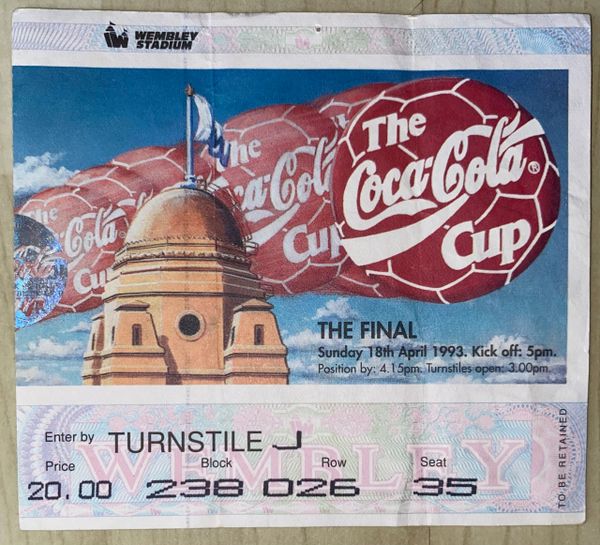 WEMBLEY
STADIUM
The
Coca-Cola®
Cup
The
Coca-Cola
Cup
The
Coca-Cola
Cup
THE FINAL
Sunday 18th April 1993. Kick off: 5pm.
Position by: 4.15pm. Turnstiles open: 3.00pm.
WEMBLEY
Enter by TURNSTILE J
Price Block Row Seat
20.00 238 026 35
TO BE RETAINED